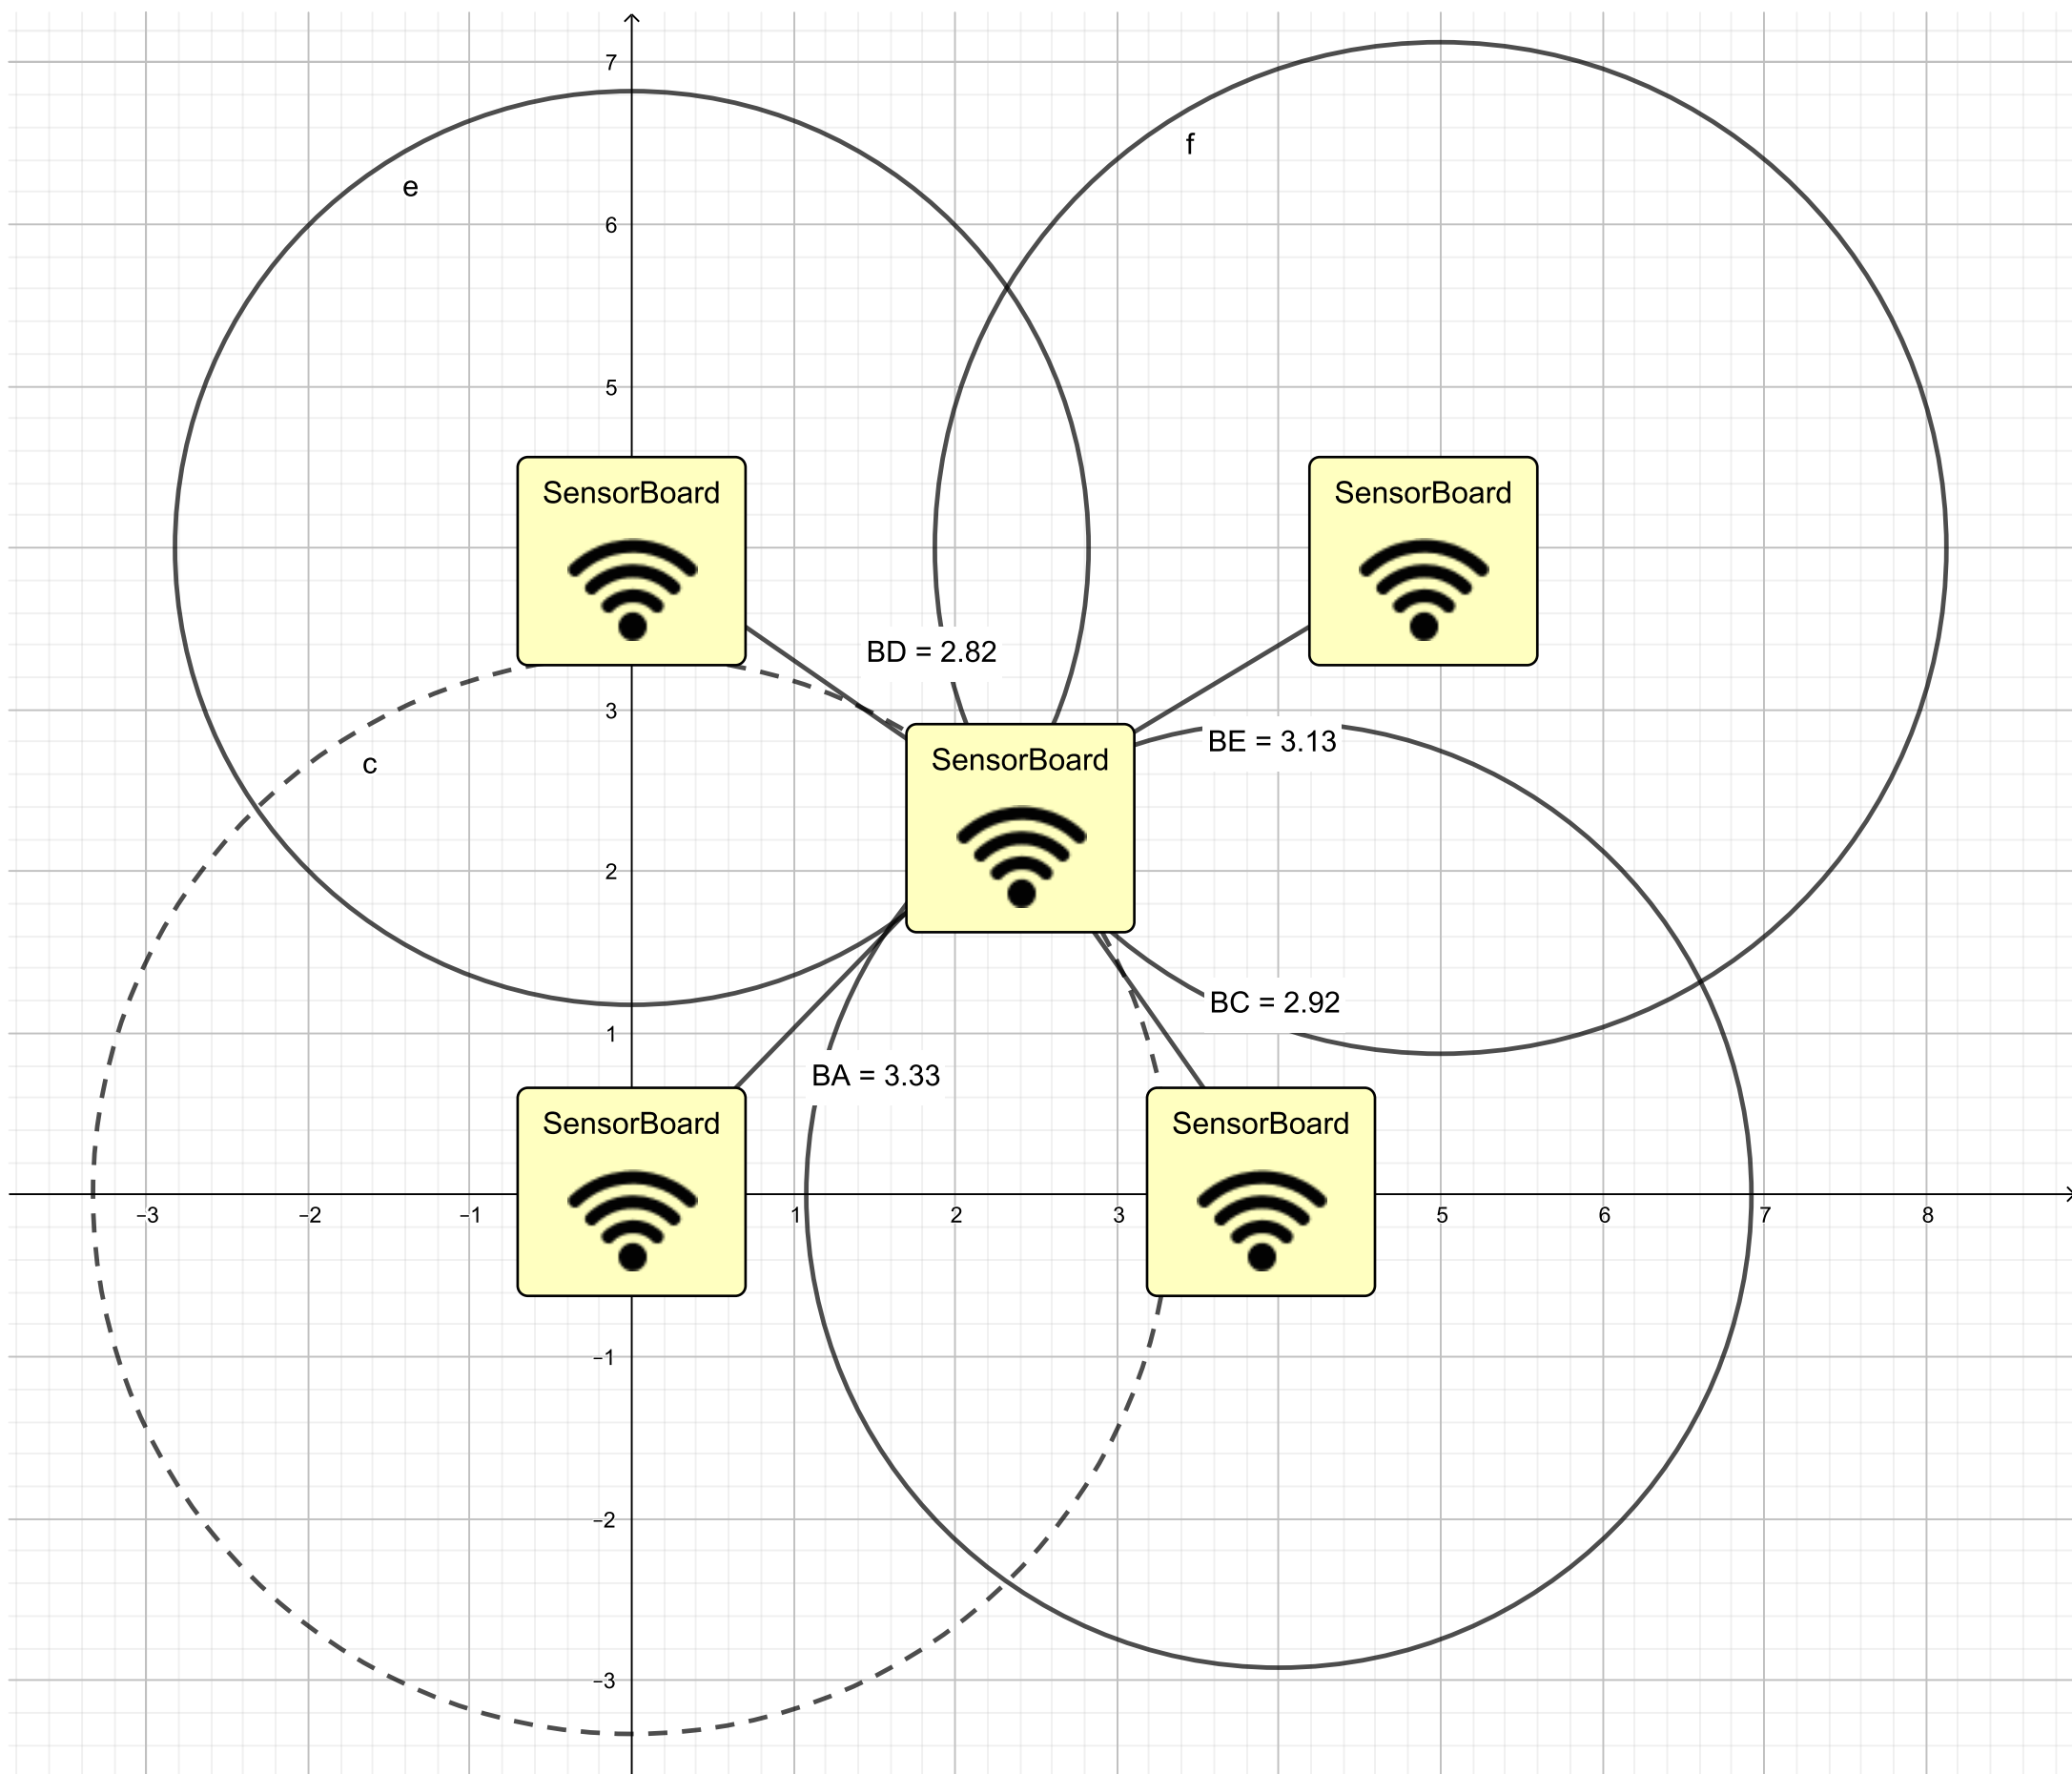 7
f
e
6
5
SensorBoard
SensorBoard
BD = 2.82
3
BE = 3.13
SensorBoard
c
2
BC = 2.92
1
BA = 3.33
SensorBoard
SensorBoard
−3 −2 −1 1 2 3 5 6 7 8
−1
−2
−3